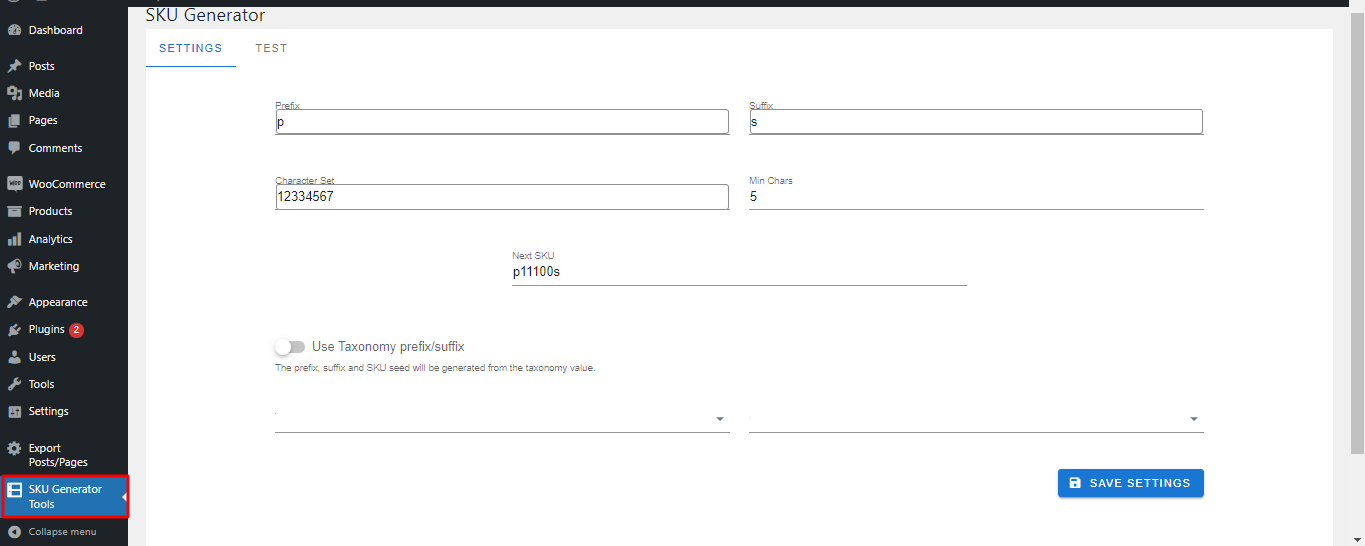 SKU Generator
Dashboard
Posts
Media
Pages
Comments
WooCommerce
Products
Analytics
Marketing
Appearance
Plugins 2
Users
Tools
Settings
Export
Posts/Pages
SKU Generator
Tools
Collapse menu
SETTINGS TEST
Prefix Suffix
p s
Character Set Min Chars
12334567 5
Next SKU
p11100s
Use Taxonomy prefix/suffix
The prefix, suffix and SKU seed will be generated from the taxonomy value.
SAVE SETTINGS